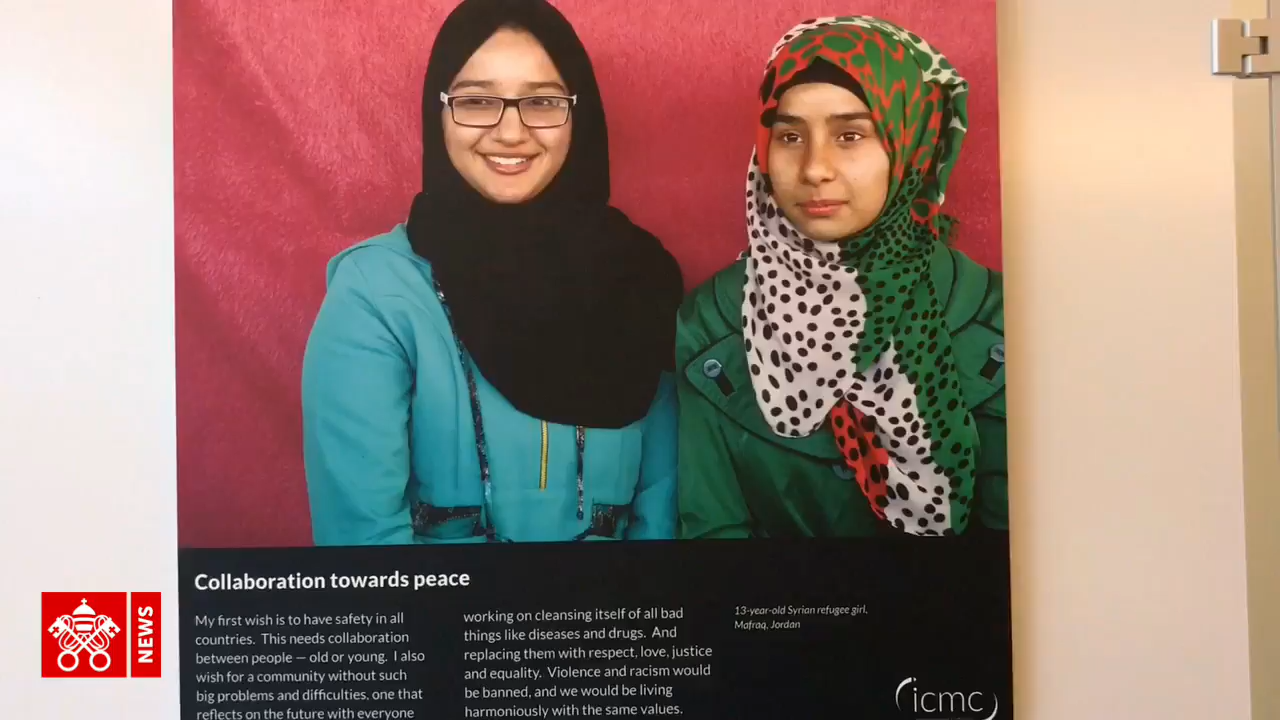 Collaboration towards peace
My first wish is to have safety in all
countries. This needs collaboration
between people — old or young. I also
wish for a community without such
big problems and difficulties, one that
reflects on the future with everyone
working on cleansing itself of all bad
things like diseases and drugs. And
replacing them with respect, love, justice
and equality. Violence and racism would
be banned, and we would be living
harmoniously with the same values.
13-year-old Syrian refugee girl,
Mafraq, Jordan
icmc
NEWS